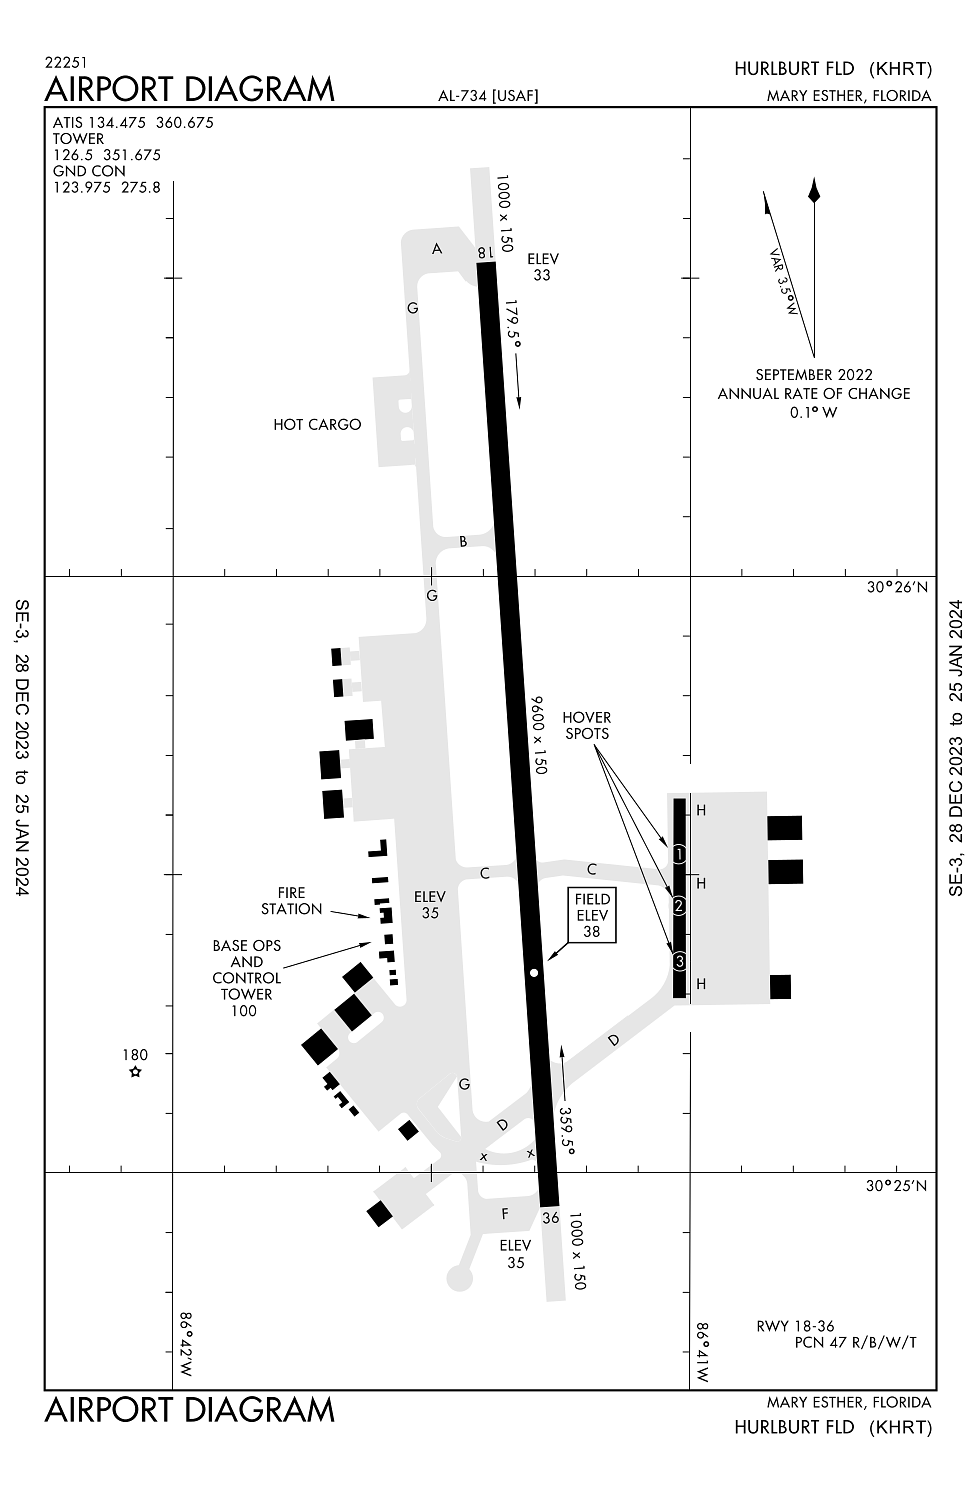 22251
AIRPORT DIAGRAM
AL-734 [USAF]
HURLBURT FLD (KHRT)
MARY ESTHER, FLORIDA
ATIS 134.475 360.675
TOWER
126.5 351.675
GND CON
123.975 275.8
1000 x 150
A
18
ELEV
33
G
179.5°
VAR 3.5° W
SEPTEMBER 2022
ANNUAL RATE OF CHANGE
0.1° W
HOT CARGO
B
30°26'N
G
SE-3, 28 DEC 2023 to 25 JAN 2024
SE-3, 28 DEC 2023 to 25 JAN 2024
9600 x 150
HOVER
SPOTS
H
1
C
C
H
FIRE
STATION
ELEV
35
FIELD
ELEV
38
2
BASE OPS
AND
CONTROL
TOWER
100
3
H
180
D
G
359.5°
D
x
x
30°25'N
F
36
ELEV
35
1000 x 150
86°42'W
86°41'W
RWY 18-36
PCN 47 R/B/W/T
AIRPORT DIAGRAM
MARY ESTHER, FLORIDA
HURLBURT FLD (KHRT)